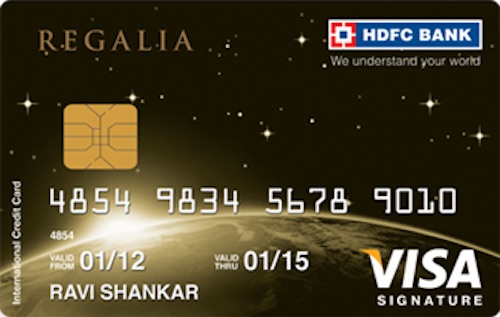 REGALIA
HDFC BANK
We understand your world
International Credit Card
4854 9834 5678 9010
4854
VALID FROM 01/12 VALID THRU 01/15
RAVI SHANKAR
VISA
SIGNATURE